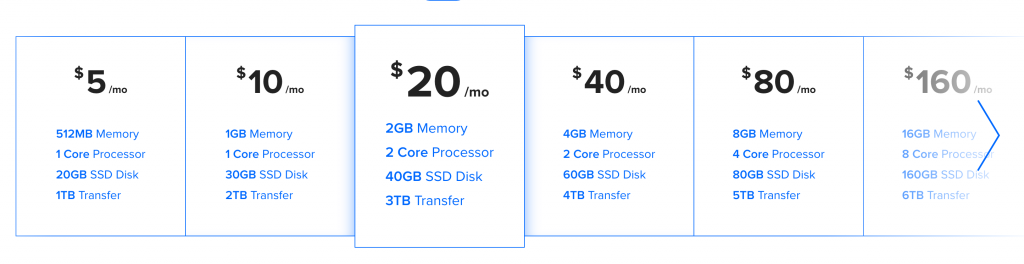 $5/mo
512MB Memory
1 Core Processor
20GB SSD Disk
1TB Transfer
$10/mo
1GB Memory
1 Core Processor
30GB SSD Disk
2TB Transfer
$20/mo
2GB Memory
2 Core Processor
40GB SSD Disk
3TB Transfer
$40/mo
4GB Memory
2 Core Processor
60GB SSD Disk
4TB Transfer
$80/mo
8GB Memory
4 Core Processor
80GB SSD Disk
5TB Transfer
$160/mo
16GB Memory
8 Core Processor
160GB SSD Disk
6TB Transfer